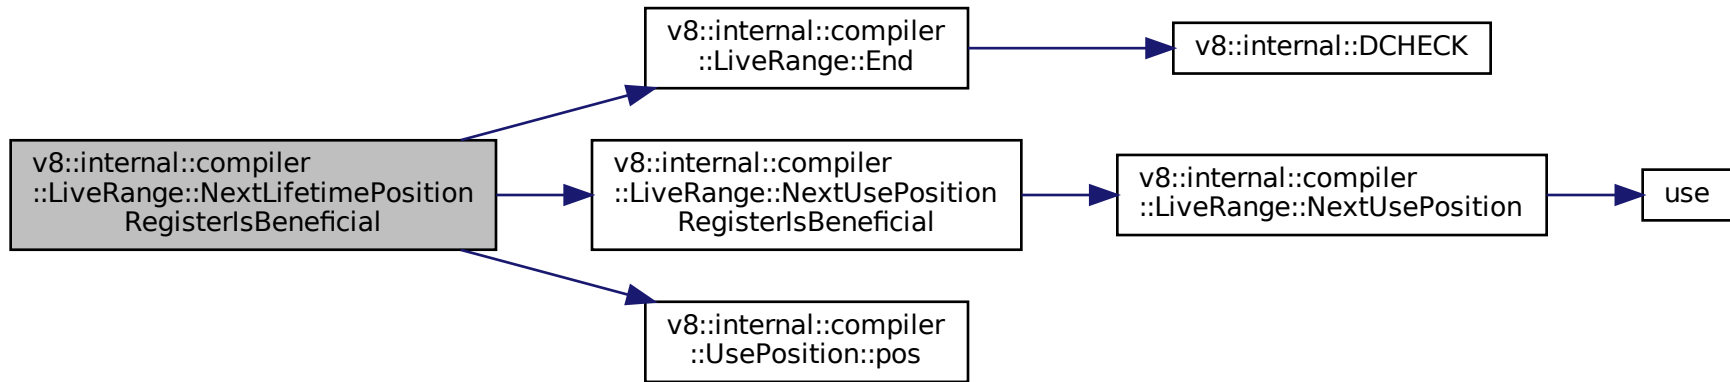 v8::internal::compiler
::LiveRange::End
v8::internal::DCHECK
v8::internal::compiler
::LiveRange::NextLifetimePosition
RegisterIsBeneficial
v8::internal::compiler
::LiveRange::NextUsePosition
RegisterIsBeneficial
v8::internal::compiler
::LiveRange::NextUsePosition
use
v8::internal::compiler
::UsePosition::pos